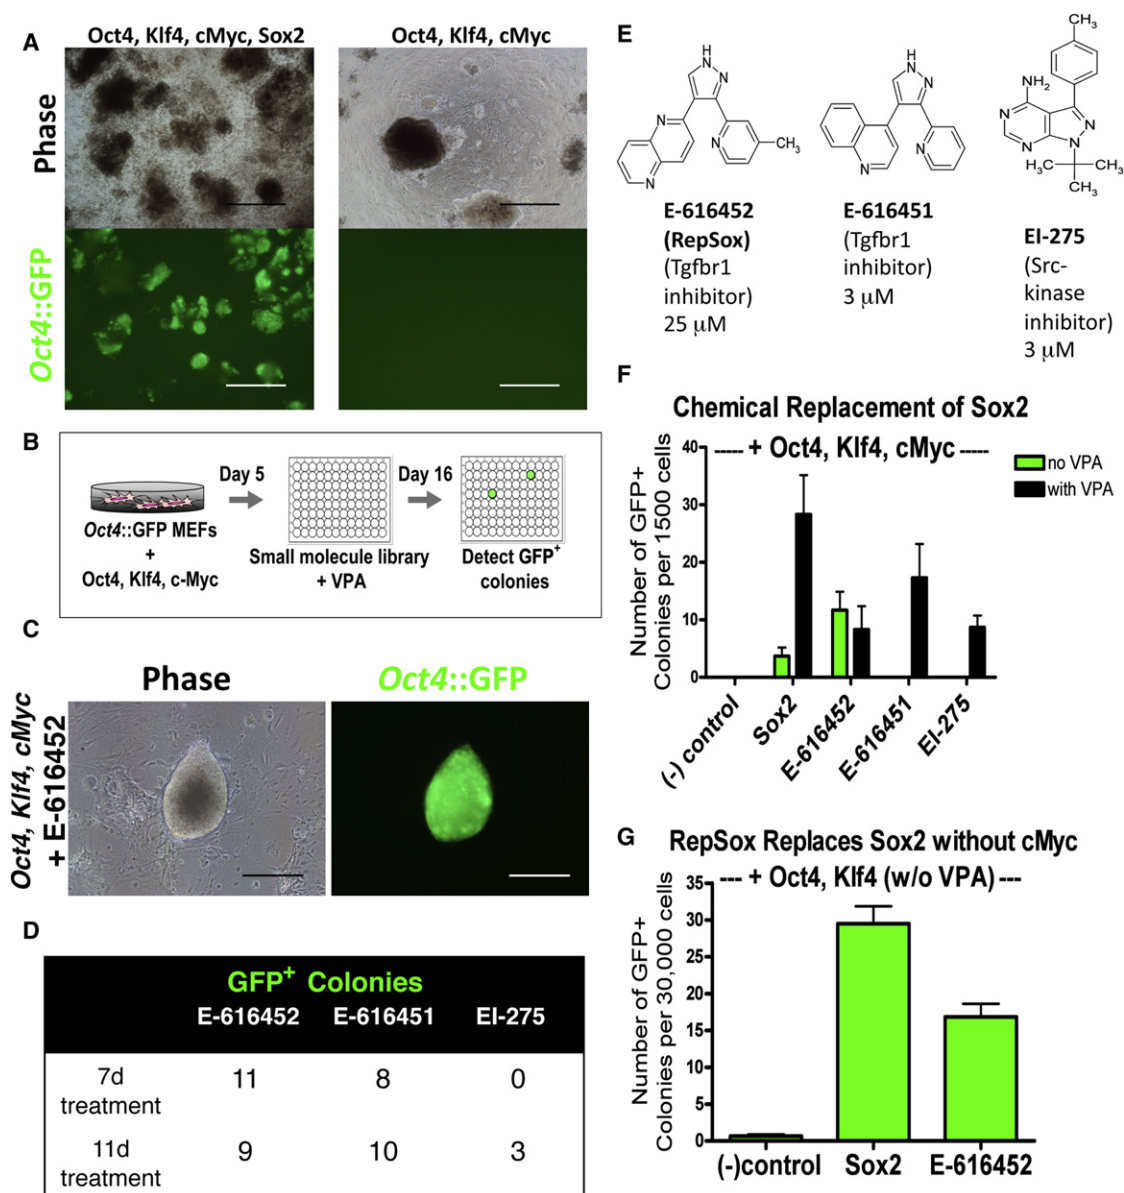 A
Oct4, Klf4, cMyc, Sox2
Oct4, Klf4, cMyc
Phase
Oct4::GFP
B
Day 5
Day 16
Oct4::GFP MEFs
+
Oct4, Klf4, c-Myc
Small molecule library
+ VPA
Detect GFP+
colonies
C
Phase
Oct4::GFP
Oct4, Klf4, cMyc
+ E-616452
D
GFP+ Colonies
E-616452 E-616451 EI-275
7d
treatment
11 8 0
11d
treatment
9 10 3
E
H
N
N
N
N
N
CH3
H
N
N
N
N
CH3
NH2
N
N
N
N
H3C
CH3
CH3
E-616452
(RepSox)
(Tgfbr1
inhibitor)
25 µM
E-616451
(Tgfbr1
inhibitor)
3 µM
EI-275
(Src-
kinase
inhibitor)
3 µM
F
Chemical Replacement of Sox2
----- + Oct4, Klf4, cMyc -----
no VPA
with VPA
Number of GFP+
Colonies per 1500 cells
40
30
20
10
0
(-) control
Sox2
E-616452
E-616451
EI-275
G
RepSox Replaces Sox2 without cMyc
--- + Oct4, Klf4 (w/o VPA) ---
Number of GFP+
Colonies per 30,000 cells
35
30
25
20
15
10
5
0
(-)control Sox2 E-616452